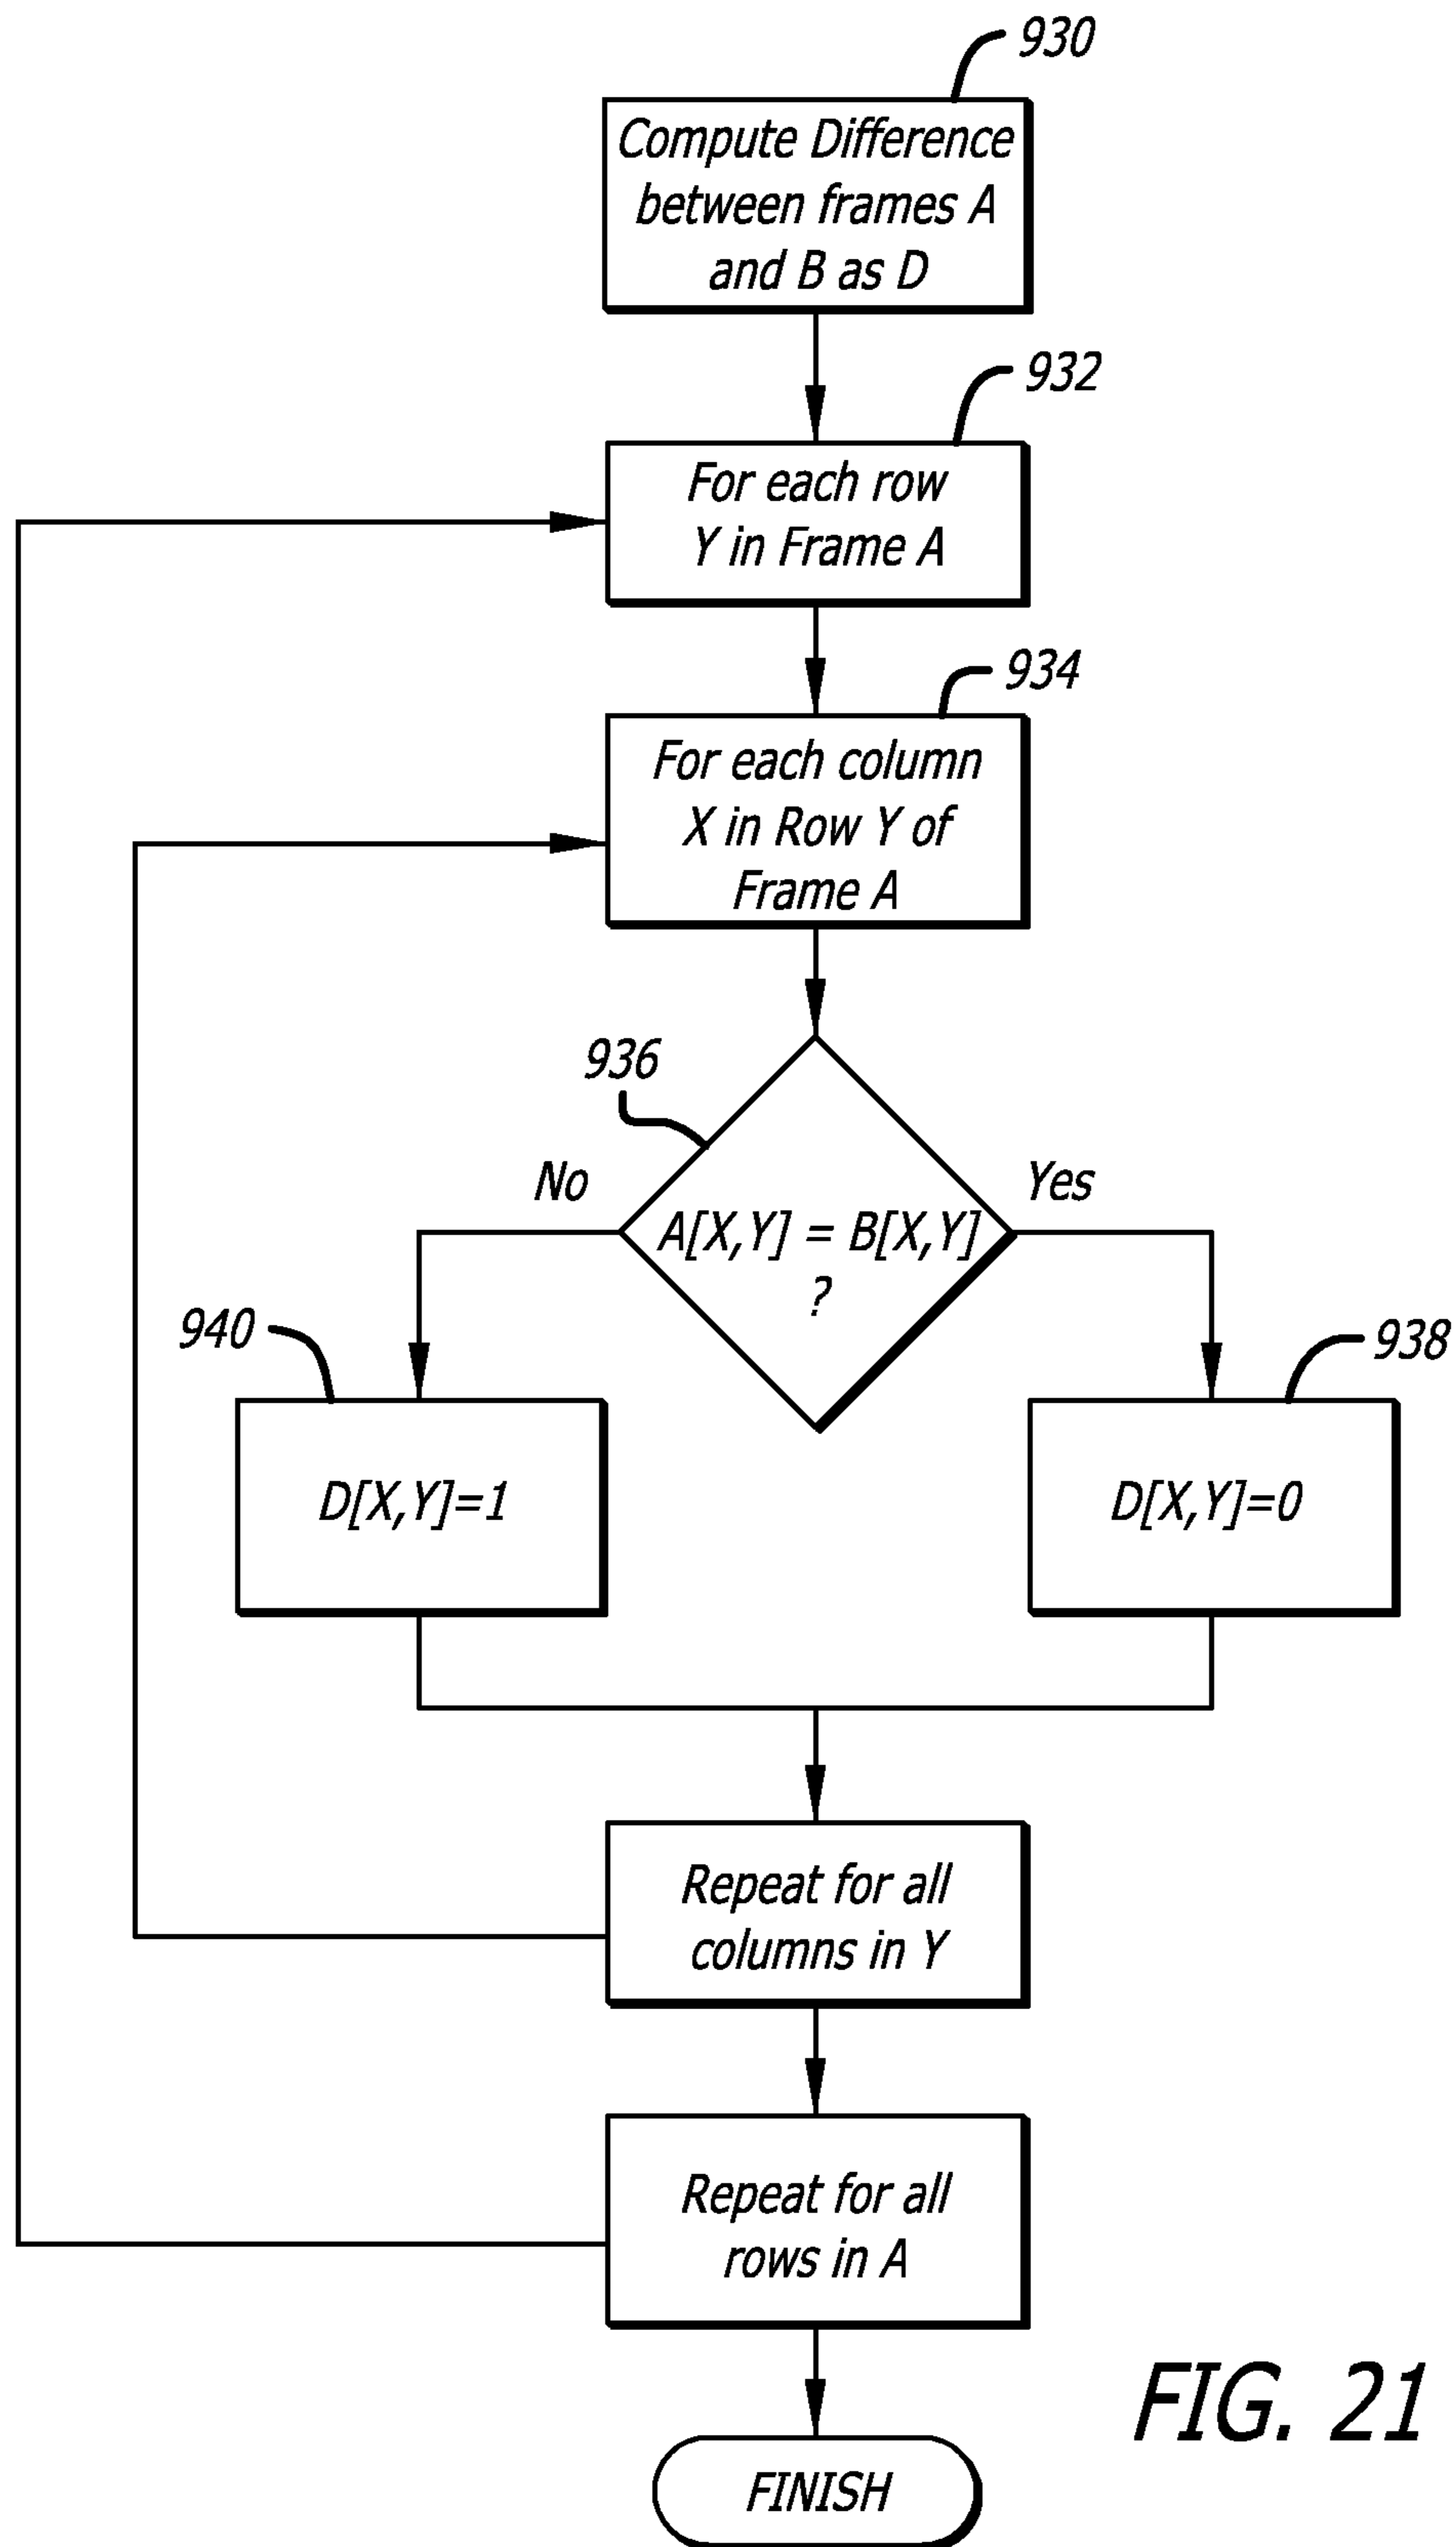 930
Compute Difference
between frames A
and B as D
932
For each row
Y in Frame A
934
For each column
X in Row Y of
Frame A
936
No
Yes
A[X,Y] = B[X,Y]
?
940
938
D[X,Y]=1
D[X,Y]=0
Repeat for all
columns in Y
Repeat for all
rows in A
FIG. 21
FINISH